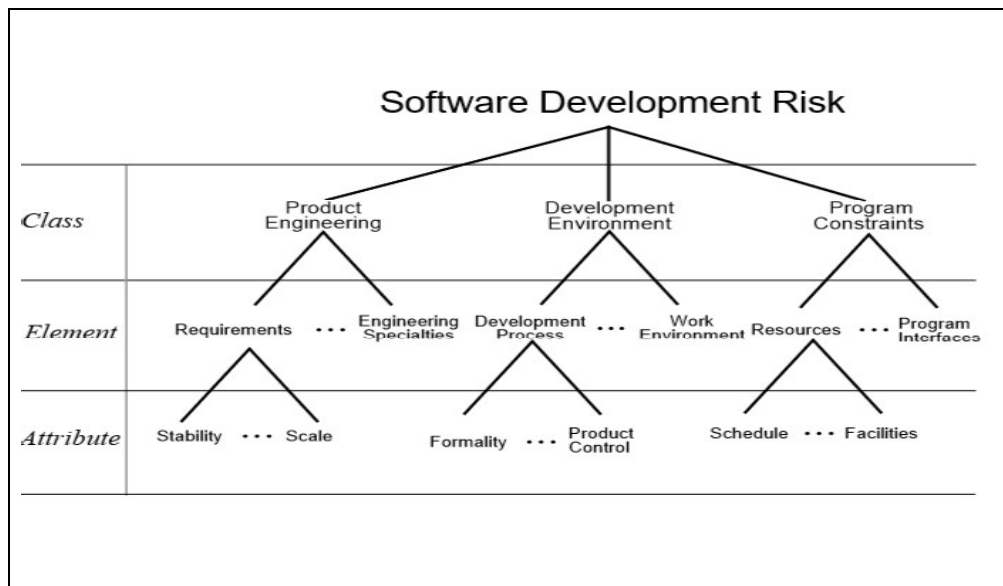 Software Development Risk
Class
Product
Engineering
Development
Environment
Program
Constraints
Element
Requirements
• • •
Engineering
Specialties
Development
Process
• • •
Work
Environment
Resources
• • •
Program
Interfaces
Attribute
Stability
• • •
Scale
Formality
• • •
Product
Control
Schedule
• • •
Facilities